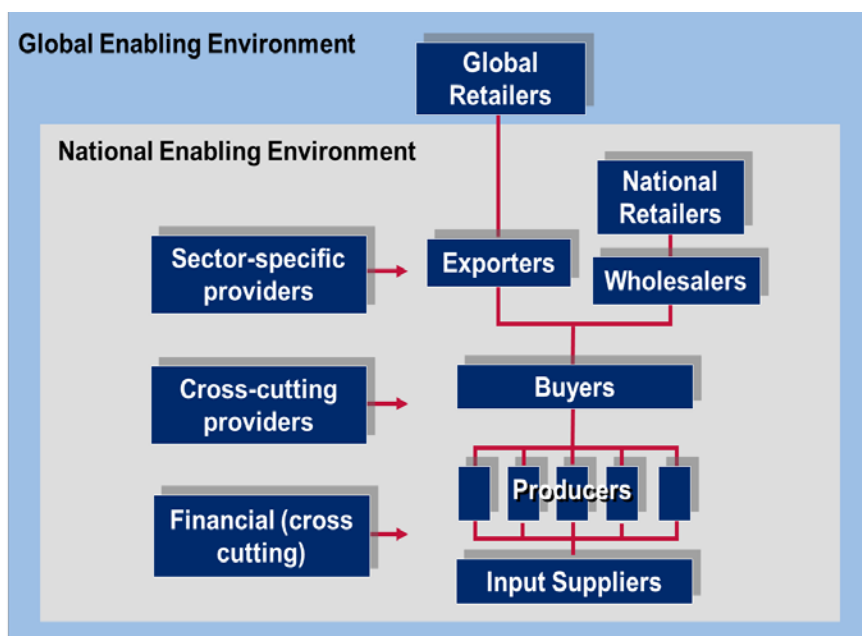 Global Enabling Environment
Global
Retailers
National Enabling Environment
National
Retailers
Sector-specific
providers
Exporters
Wholesalers
Cross-cutting
providers
Buyers
Producers
Financial (cross
cutting)
Input Suppliers